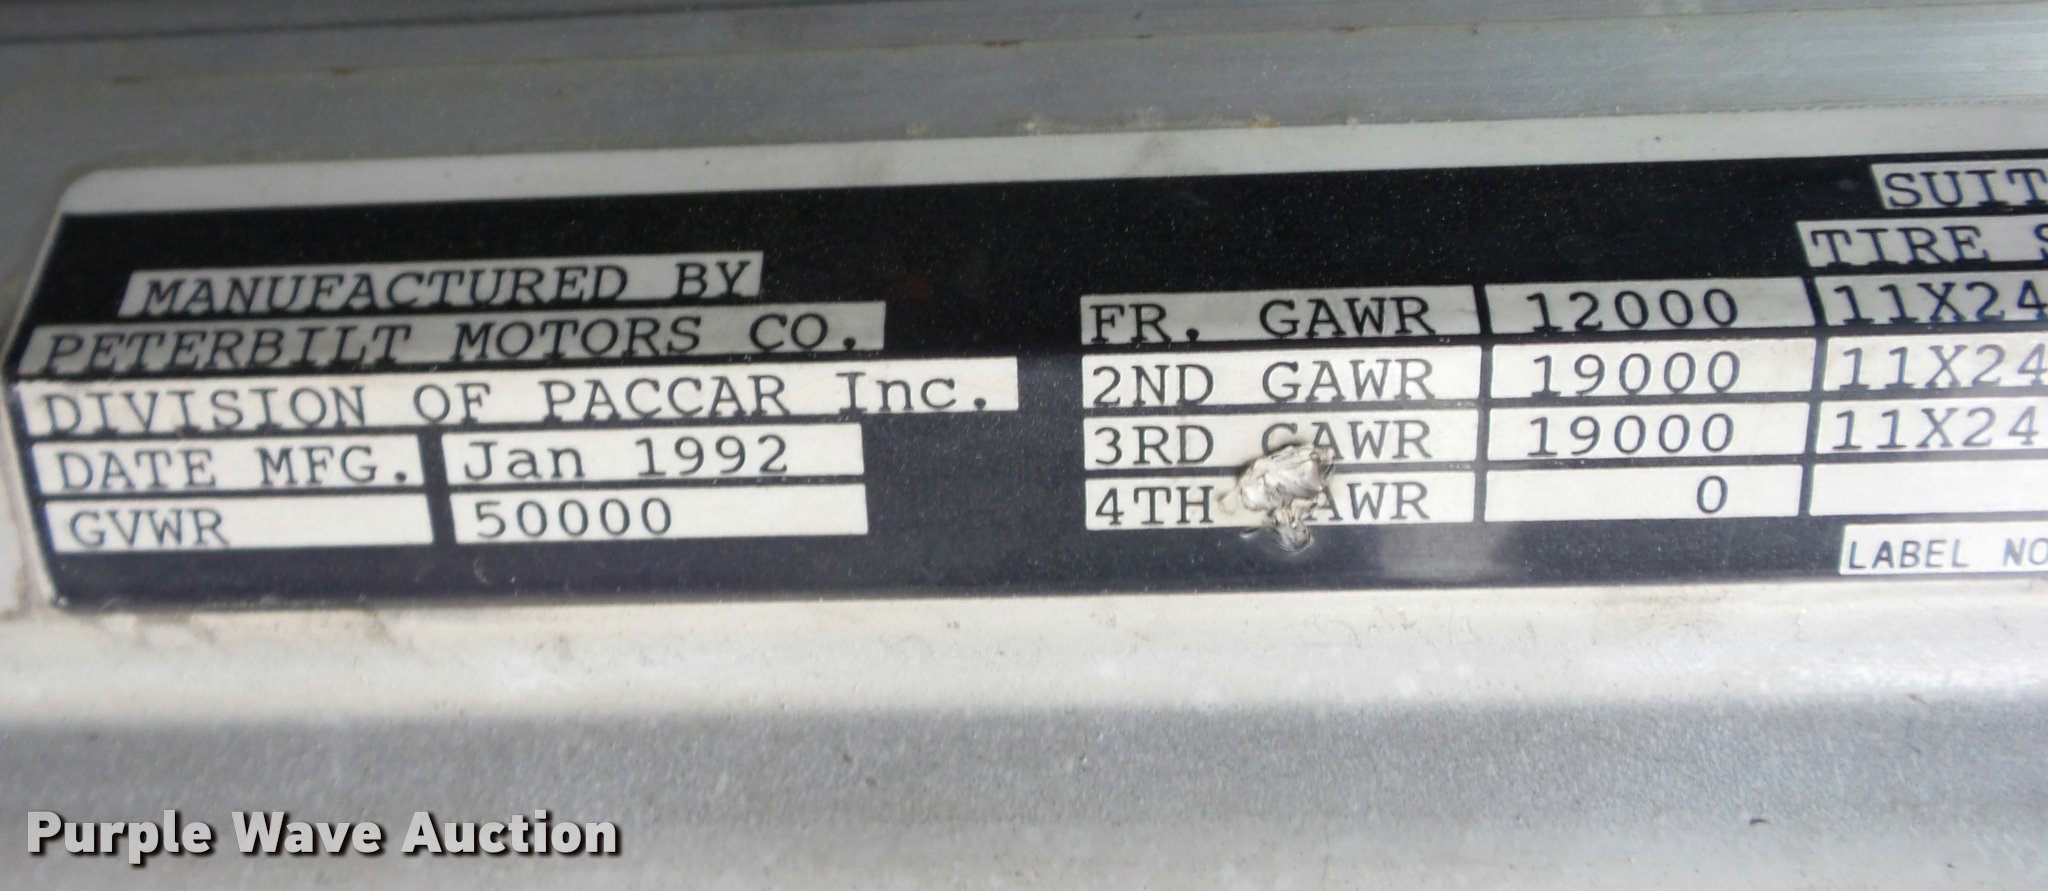 MANUFACTURED BY
PETERBILT MOTORS CO.
DIVISION OF PACCAR Inc.
DATE MFG. Jan 1992
GVWR 50000
SUIT
TIRE S
FR. GAWR 12000 11X24
2ND GAWR 19000 11X24
3RD GAWR 19000 11X24
4TH GAWR 0
LABEL NO
Purple Wave Auction